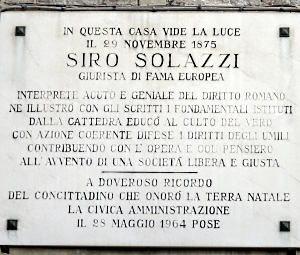 IN QUESTA CASA VIDE LA LUCE
IL 29 NOVEMBRE 1875
SIRO SOLAZZI
GIURISTA DI FAMA EUROPEA
INTERPRETE ACUTO E GENIALE DEL DIRITTO ROMANO
NE ILLUSTRÒ CON GLI SCRITTI I FONDAMENTALI ISTITUTI
DALLA CATTEDRA EDUCÒ AL CULTO DEL VERO
CON AZIONE COERENTE DIFESE I DIRITTI DEGLI UMILI
CONTRIBUENDO CON L'OPERA E COL PENSIERO
ALL'AVVENTO DI UNA SOCIETÀ LIBERA E GIUSTA
A DOVEROSO RICORDO
DEL CONCITTADINO CHE ONORÒ LA TERRA NATALE
LA CIVICA AMMINISTRAZIONE
IL 28 MAGGIO 1964 POSE